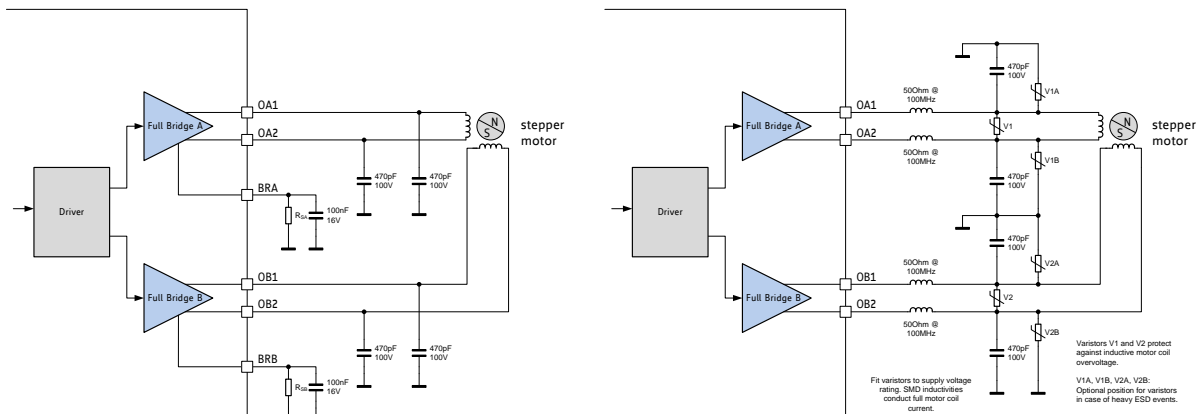 Driver
Full Bridge A
Full Bridge B
OA1
OA2
BRA
OB1
OB2
BRB
RSA
100nF
16V
470pF
100V
470pF
100V
N
S
stepper
motor
RSB
100nF
16V
470pF
100V
470pF
100V
Driver
Full Bridge A
Full Bridge B
OA1
OA2
OB1
OB2
50Ohm @
100MHz
50Ohm @
100MHz
50Ohm @
100MHz
50Ohm @
100MHz
470pF
100V
V1A
V1
470pF
100V
V1B
470pF
100V
V2A
V2
470pF
100V
V2B
N
S
stepper
motor
Fit varistors to supply voltage
rating. SMD inductivities
conduct full motor coil
current.
Varistors V1 and V2 protect
against inductive motor coil
overvoltage.
V1A, V1B, V2A, V2B:
Optional position for varistors
in case of heavy ESD events.